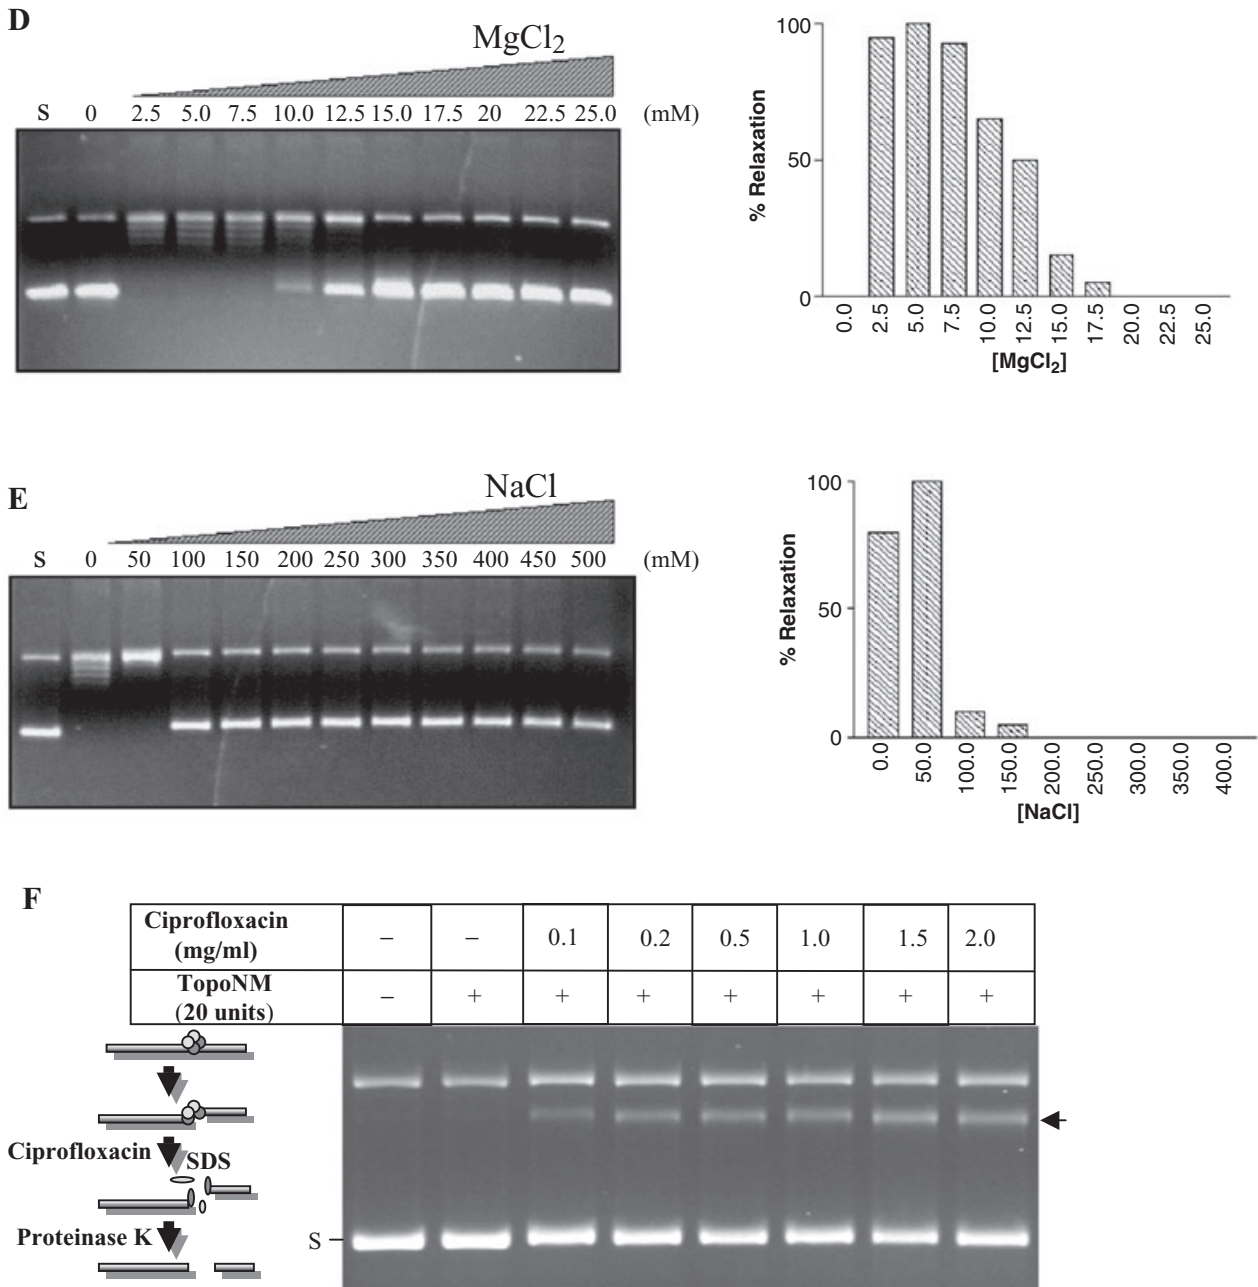 D
MgCl2
S 0 2.5 5.0 7.5 10.0 12.5 15.0 17.5 20 22.5 25.0 (mM)
% Relaxation
100
50
0
0.0 2.5 5.0 7.5 10.0 12.5 15.0 17.5 20.0 22.5 25.0
[MgCl2]
E
NaCl
S 0 50 100 150 200 250 300 350 400 450 500 (mM)
% Relaxation
100
50
0
0.0 50.0 100.0 150.0 200.0 250.0 300.0 350.0 400.0
[NaCl]
F
Ciprofloxacin
(mg/ml)
– – 0.1 0.2 0.5 1.0 1.5 2.0
TopoNM
(20 units)
– + + + + + + +
Ciprofloxacin
SDS
Proteinase K
S –